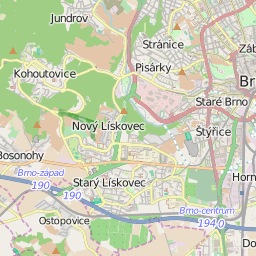 Jundrov
Stránice
Záb
Pisárky
Kohoutovice
Br
Staré Brno
Nový Lískovec
Štýřice
Bosonohy
Brno-západ
190
Starý Lískovec
Horn
190
Brno-centrum
Ostopovice
194.0
Do